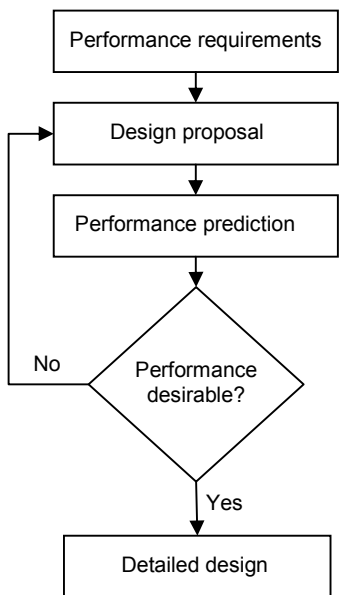 Performance requirements
Design proposal
Performance prediction
No
Performance
desirable?
Yes
Detailed design